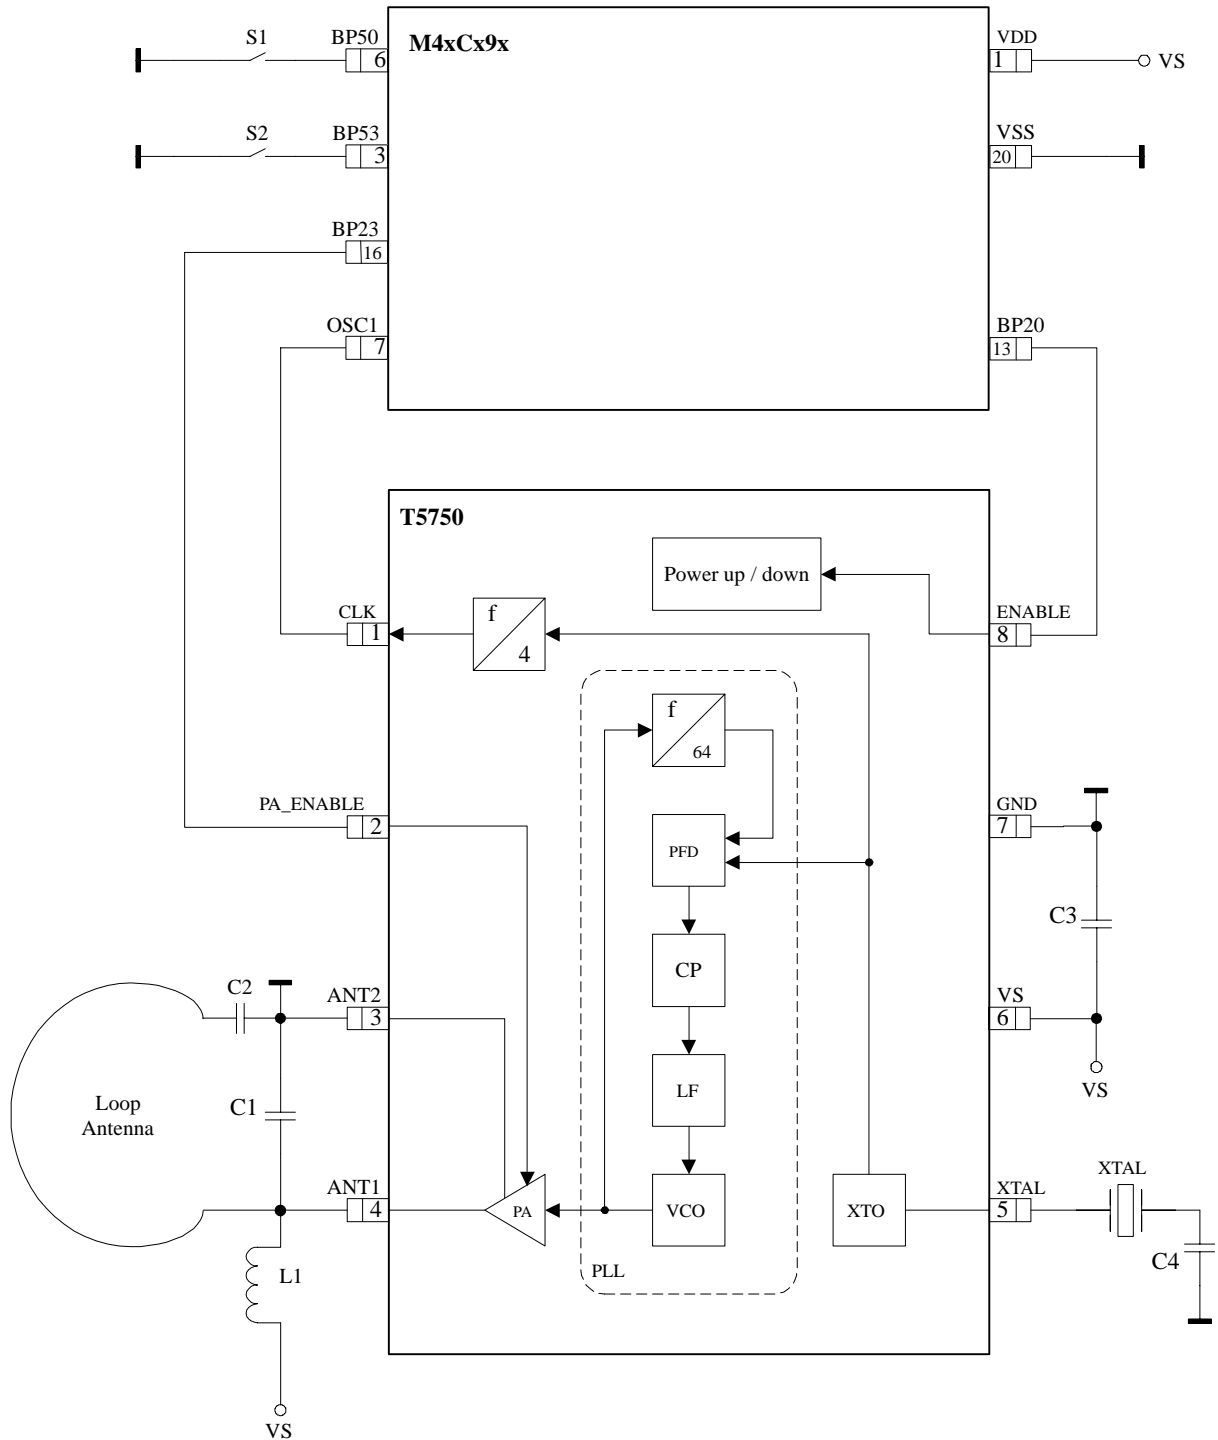 S1
BP50
6
M4xCx9x
VDD
1
VS
S2
BP53
3
VSS
20
BP23
16
OSC1
7
BP20
13
T5750
Power up / down
CLK
1
f
4
ENABLE
8
f
64
PA_ENABLE
2
PFD
GND
7
C3
CP
C2
ANT2
3
VS
6
VS
LF
Loop
Antenna
C1
ANT1
4
PA
VCO
XTO
XTAL
5
XTAL
C4
PLL
L1
VS